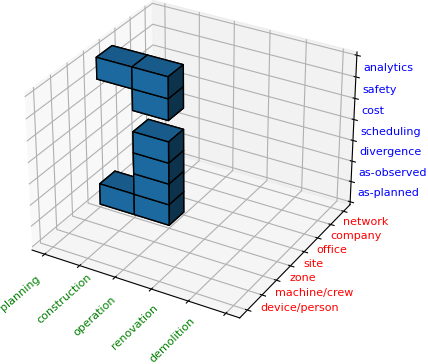 analytics
safety
cost
scheduling
divergence
as-observed
as-planned
network
company
office
site
zone
machine/crew
device/person
planning
construction
operation
renovation
demolition